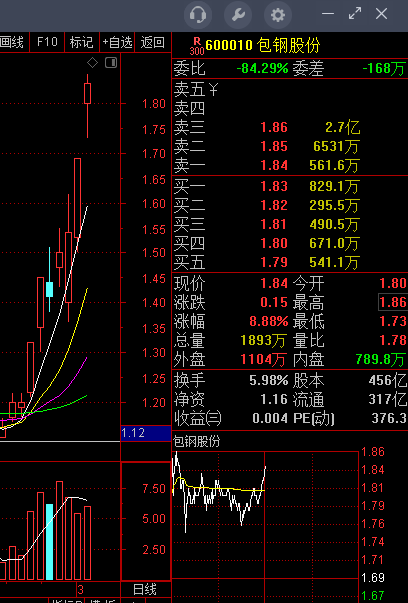 画线 F10 标记 +自选 返回
R 300 600010 包钢股份
委比 -84.29% 委差 -168万
卖五 ￥
卖四
卖三 1.86 2.7亿
卖二 1.85 6531万
卖一 1.84 561.6万
买一 1.83 829.1万
买二 1.82 295.5万
买三 1.81 490.5万
买四 1.80 671.0万
买五 1.79 541.1万
现价 1.84 今开 1.80
涨跌 0.15 最高 1.86
涨幅 8.88% 最低 1.73
总量 1893万 量比 1.78
外盘 1104万 内盘 789.8万
换手 5.98% 股本 456亿
净资 1.16 流通 317亿
收益㈢ 0.004 PE(动) 376.3
包钢股份
1.86
1.84
1.81
1.79
1.76
1.74
1.71
1.69
1.67
1.80
1.75
1.70
1.65
1.60
1.55
1.50
1.45
1.40
1.35
1.30
1.25
1.20
1.12
7.50
5.00
2.50
3
日线